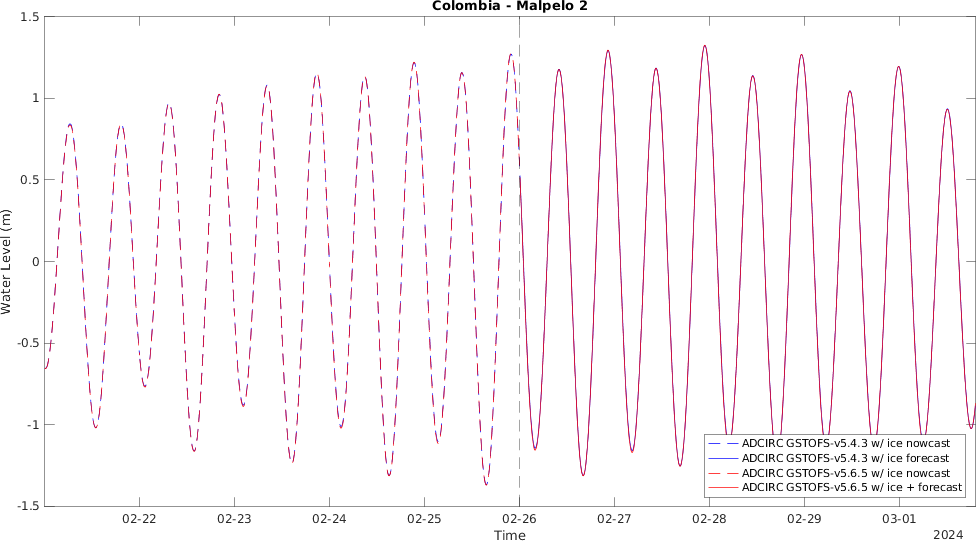 Colombia - Malpelo 2
1.5
1
0.5
0
-0.5
-1
-1.5
Water Level (m)
ADCIRC GSTOFS-v5.4.3 w/ ice nowcast
ADCIRC GSTOFS-v5.4.3 w/ ice forecast
ADCIRC GSTOFS-v5.6.5 w/ ice nowcast
ADCIRC GSTOFS-v5.6.5 w/ ice + forecast
02-22 02-23 02-24 02-25 02-26 02-27 02-28 02-29 03-01
Time
2024